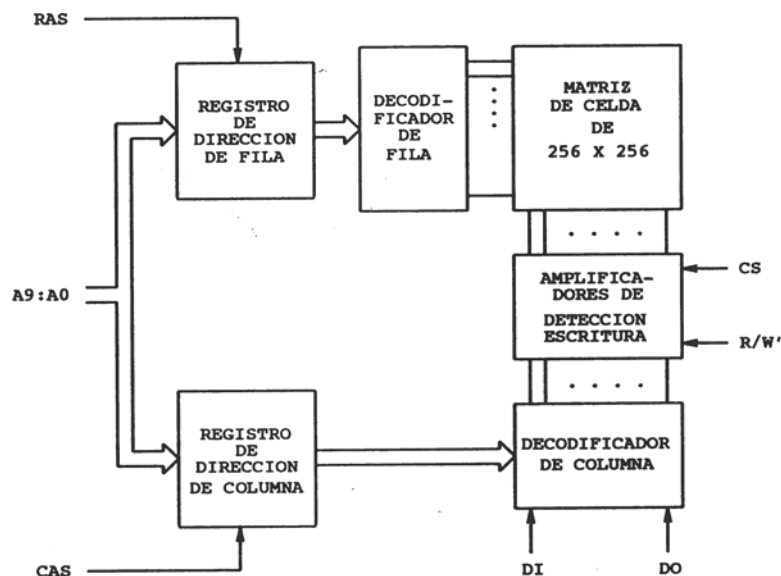 RAS
REGISTRO
DE
DIRECCION
DE FILA
DECODI-
FICADOR
DE
FILA
MATRIZ
DE CELDA
DE
256 X 256
A9:A0
AMPLIFICA-
DORES DE
DETECCION
ESCRITURA
CS
R/W'
REGISTRO
DE
DIRECCION
DE COLUMNA
DECODIFICADOR
DE COLUMNA
CAS
DI
DO